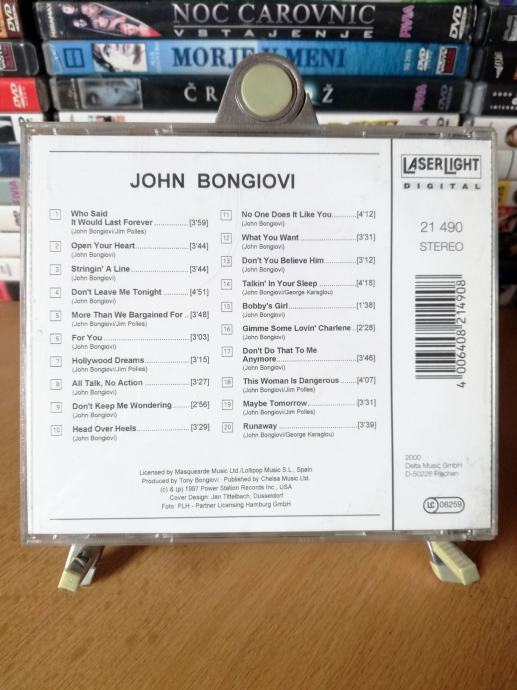 NOČ ČAROVNIC
VSTAJENJE
MORJE V MENI
DVD
LASERLIGHT
DIGITAL
JOHN BONGIOVI
1 Who Said
It Would Last Forever [3'59]
(John Bongiovi/Jim Polles)
2 Open Your Heart [3'44]
(John Bongiovi)
3 Stringin' A Line [3'44]
(John Bongiovi)
4 Don't Leave Me Tonight [4'51]
(John Bongiovi)
5 More Than We Bargained For [3'48]
(John Bongiovi/Jim Polles)
6 For You [3'03]
(John Bongiovi)
7 Hollywood Dreams [3'15]
(John Bongiovi/Jim Polles)
8 All Talk, No Action [3'27]
(John Bongiovi)
9 Don't Keep Me Wondering [2'56]
(John Bongiovi)
10 Head Over Heels [3'29]
(John Bongiovi)
11 No One Does It Like You [4'12]
(John Bongiovi)
12 What You Want [3'31]
(John Bongiovi)
13 Don't You Believe Him [3'12]
(John Bongiovi)
14 Talkin' In Your Sleep [4'18]
(John Bongiovi/George Karaglou)
15 Bobby's Girl [1'38]
(John Bongiovi)
16 Gimme Some Lovin' Charlene [2'28]
(John Bongiovi)
17 Don't Do That To Me
Anymore [3'46]
(John Bongiovi)
18 This Woman Is Dangerous [4'07]
(John Bongiovi/Jim Polles)
19 Maybe Tomorrow [3'31]
(John Bongiovi/Jim Polles)
20 Runaway [3'39]
(John Bongiovi/George Karaglou)
21 490
STEREO
4 006408 214908
Licensed by Masquerade Music Ltd./Lollipop Music S.L., Spain
Produced by Tony Bongiovi · Published by Chelsa Music Ltd.
(c) & (p) 1997 Power Station Records Inc., USA
Cover Design: Jan Tittelbach, Düsseldorf
Foto: PLH - Partner Licensing Hamburg GmbH
2000
Delta Music GmbH
D-50226 Frechen
LC 08259